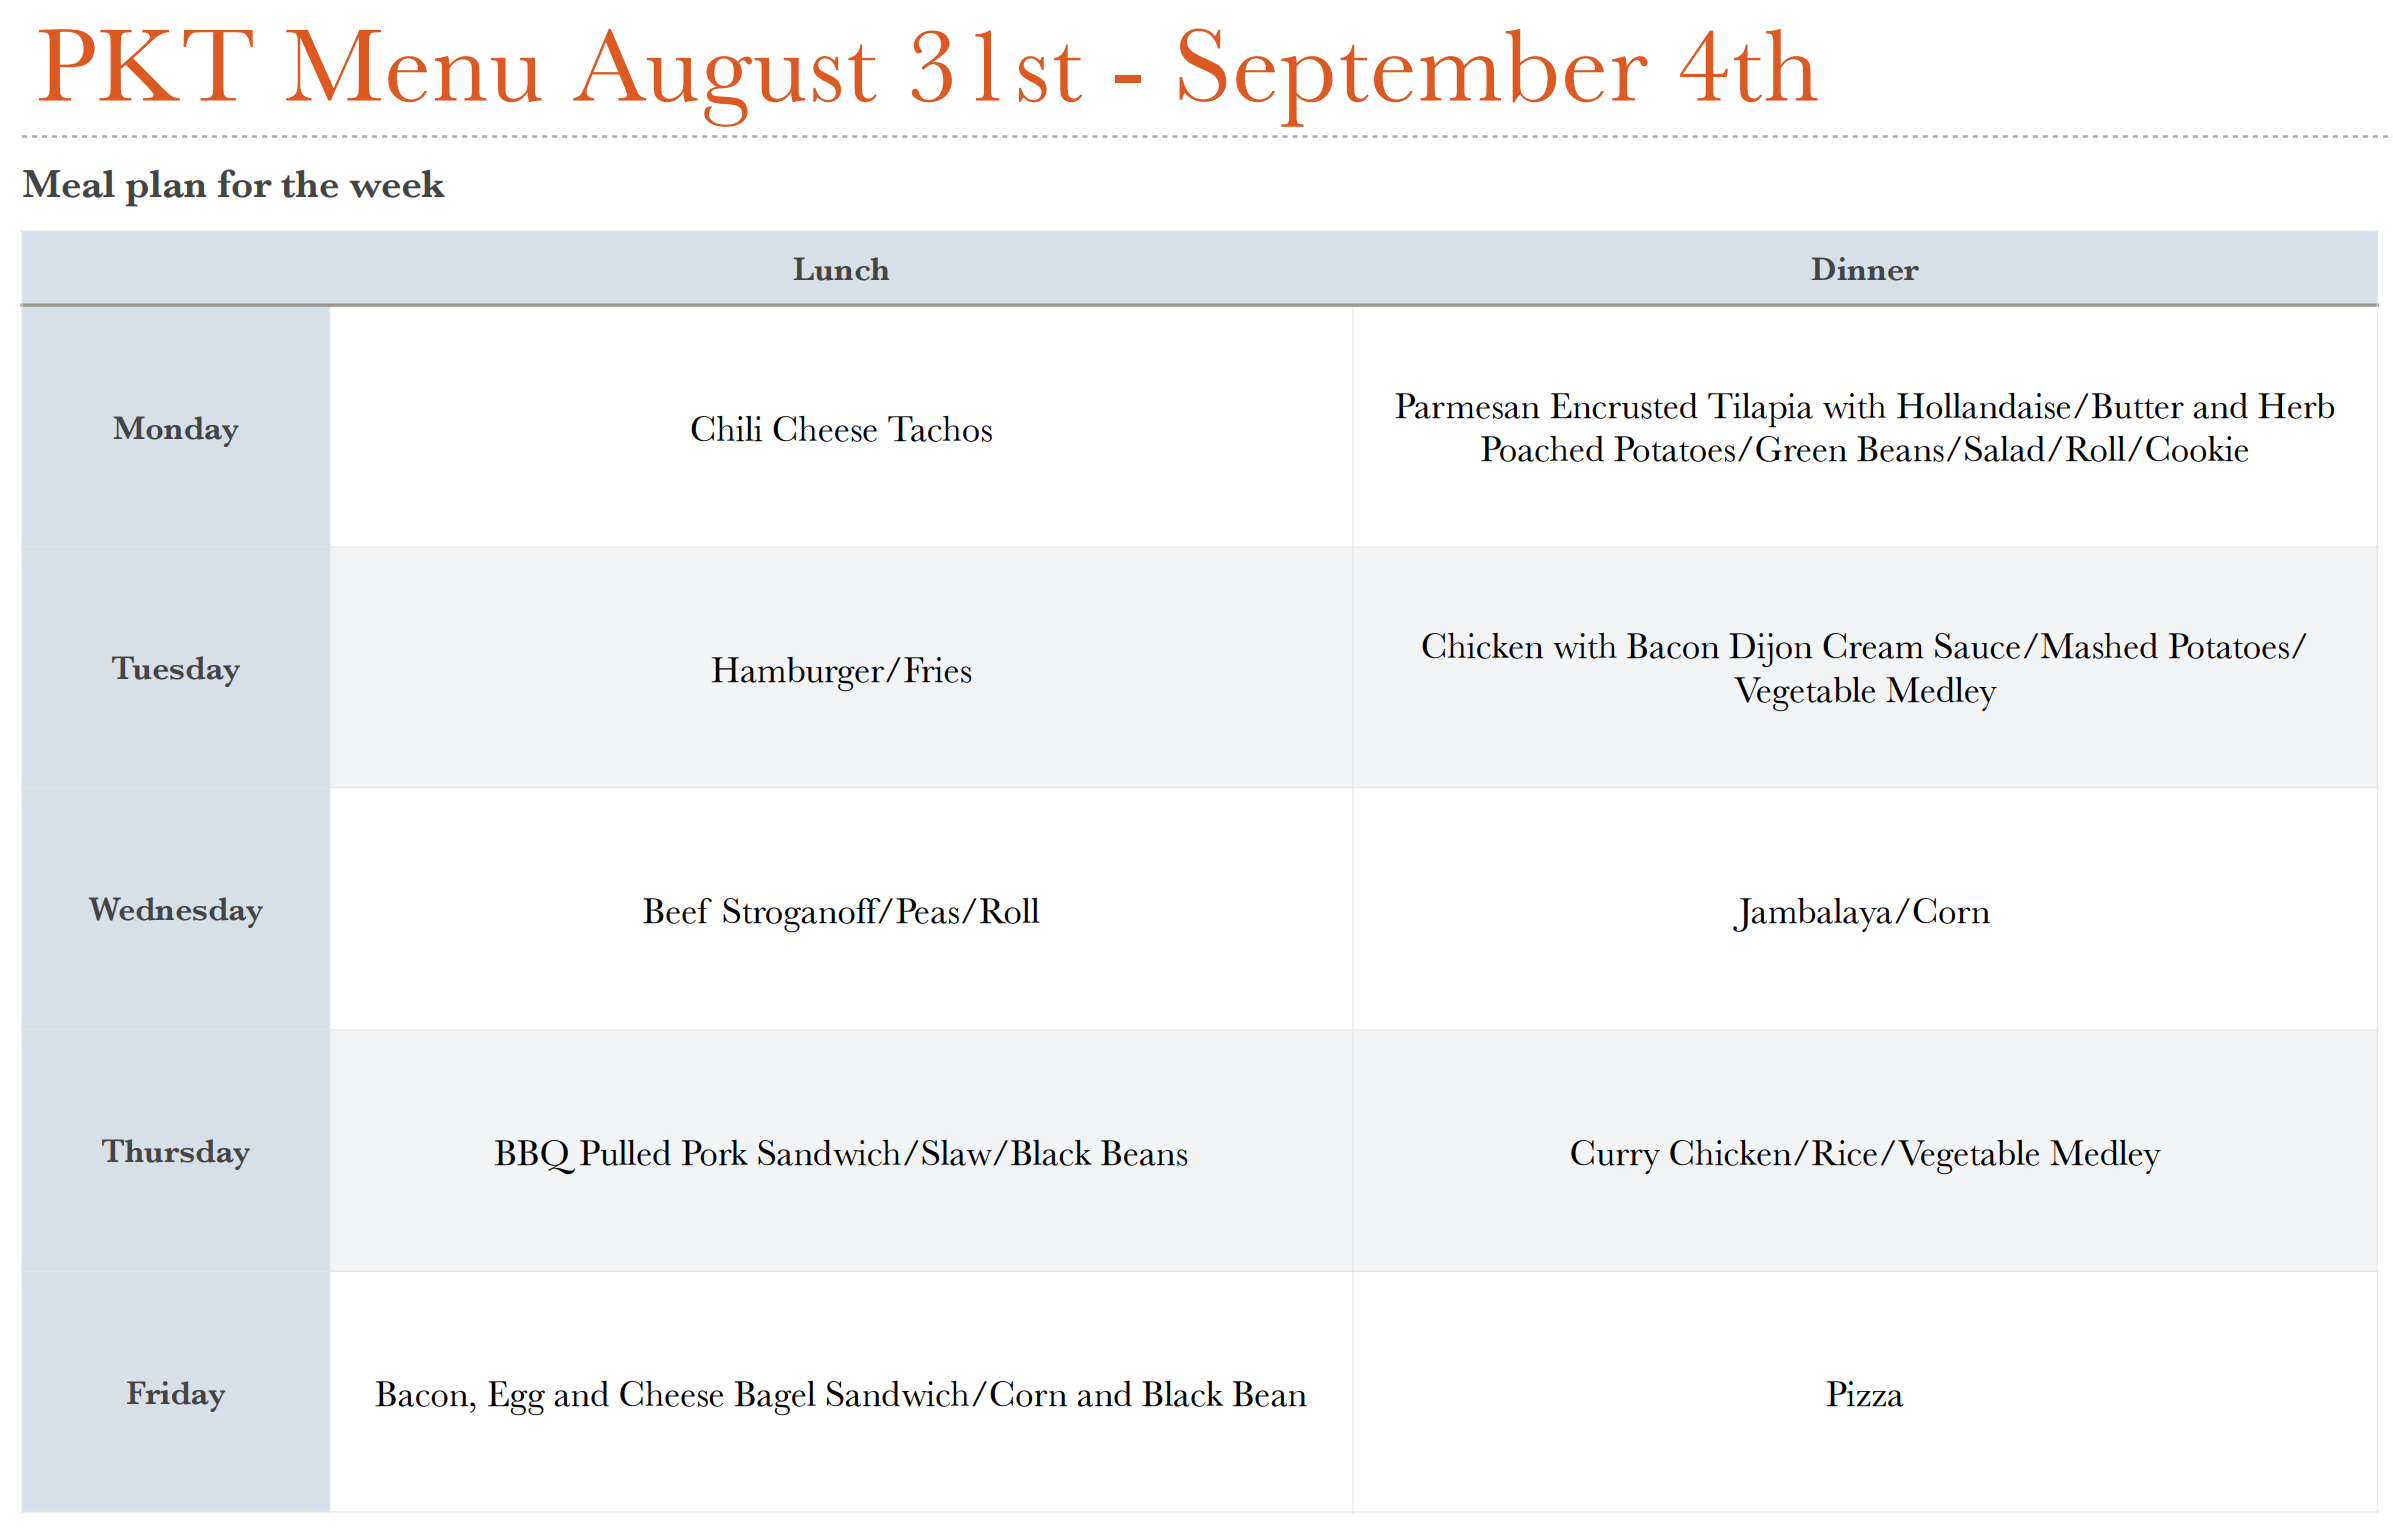 PKT Menu August 31st - September 4th
Meal plan for the week
Lunch
Dinner
Monday
Chili Cheese Tachos
Parmesan Encrusted Tilapia with Hollandaise/Butter and Herb
Poached Potatoes/Green Beans/Salad/Roll/Cookie
Tuesday
Hamburger/Fries
Chicken with Bacon Dijon Cream Sauce/Mashed Potatoes/
Vegetable Medley
Wednesday
Beef Stroganoff/Peas/Roll
Jambalaya/Corn
Thursday
BBQ Pulled Pork Sandwich/Slaw/Black Beans
Curry Chicken/Rice/Vegetable Medley
Friday
Bacon, Egg and Cheese Bagel Sandwich/Corn and Black Bean
Pizza